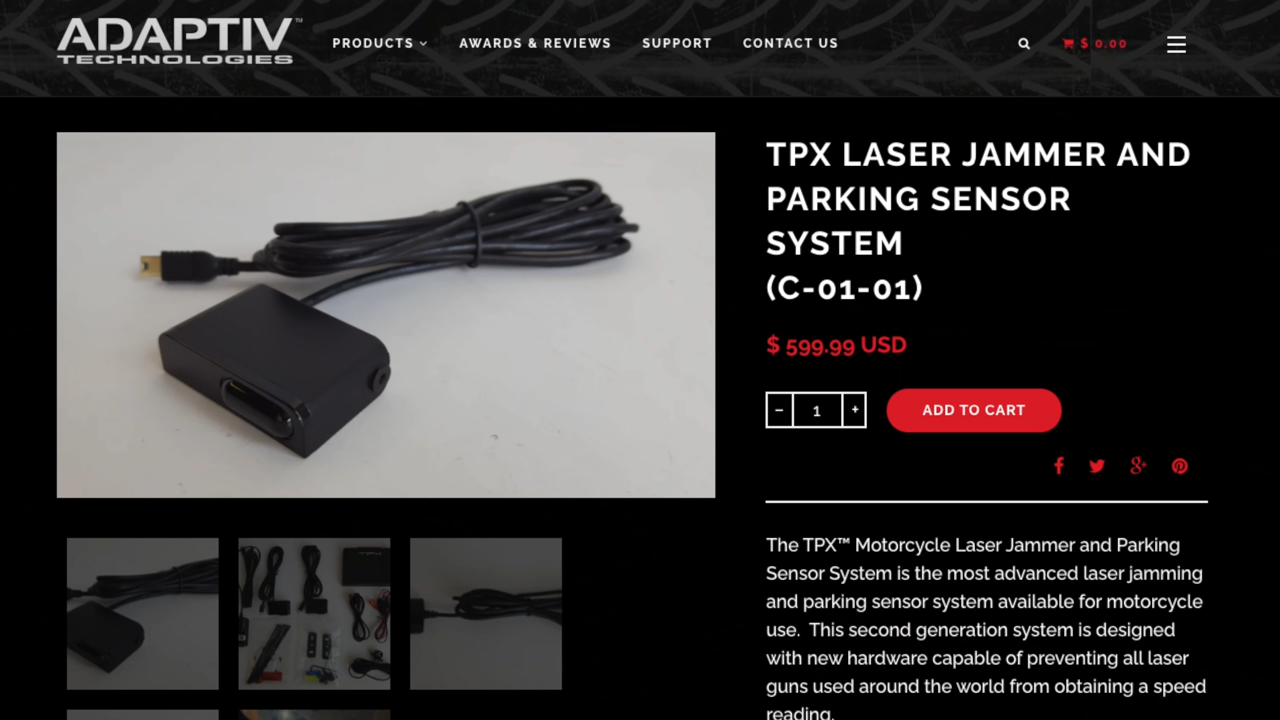 ADAPTIV™
TECHNOLOGIES
PRODUCTS
AWARDS & REVIEWS
SUPPORT
CONTACT US
$ 0.00
TPX LASER JAMMER AND
PARKING SENSOR
SYSTEM
(C-01-01)
$ 599.99 USD
- 1 +
ADD TO CART
The TPX™ Motorcycle Laser Jammer and Parking
Sensor System is the most advanced laser jamming
and parking sensor system available for motorcycle
use. This second generation system is designed
with new hardware capable of preventing all laser
guns used around the world from obtaining a speed
reading.